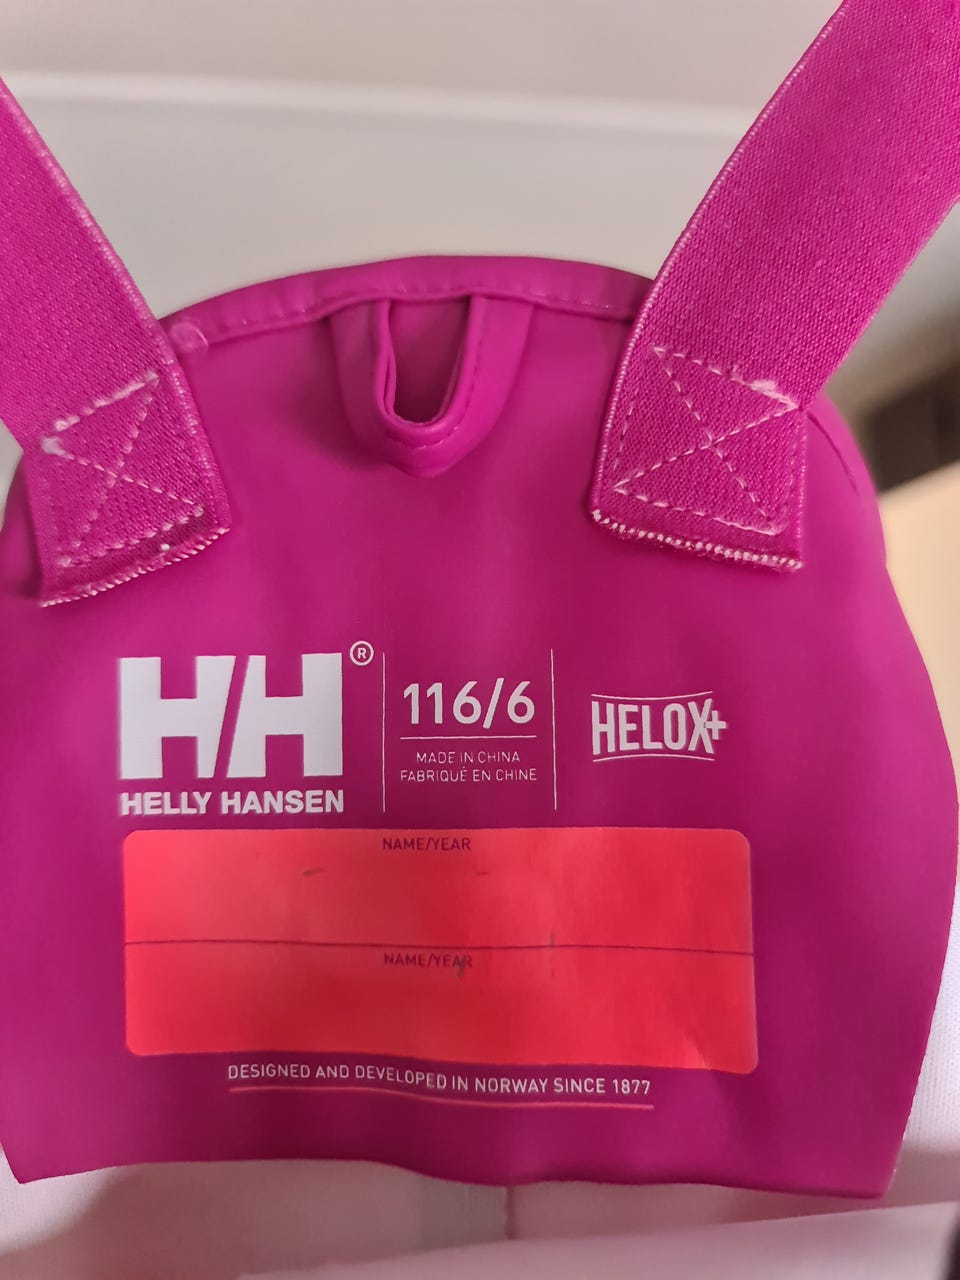 HH®
HELLY HANSEN
116/6
MADE IN CHINA
FABRIQUÉ EN CHINE
HELOX+
NAME/YEAR
NAME/YEAR
DESIGNED AND DEVELOPED IN NORWAY SINCE 1877